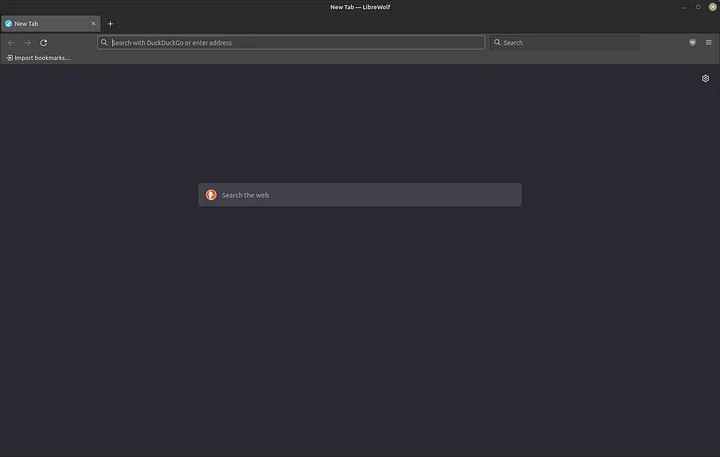 New Tab — LibreWolf
New Tab
Search with DuckDuckGo or enter address
Search
Import bookmarks...
Search the web